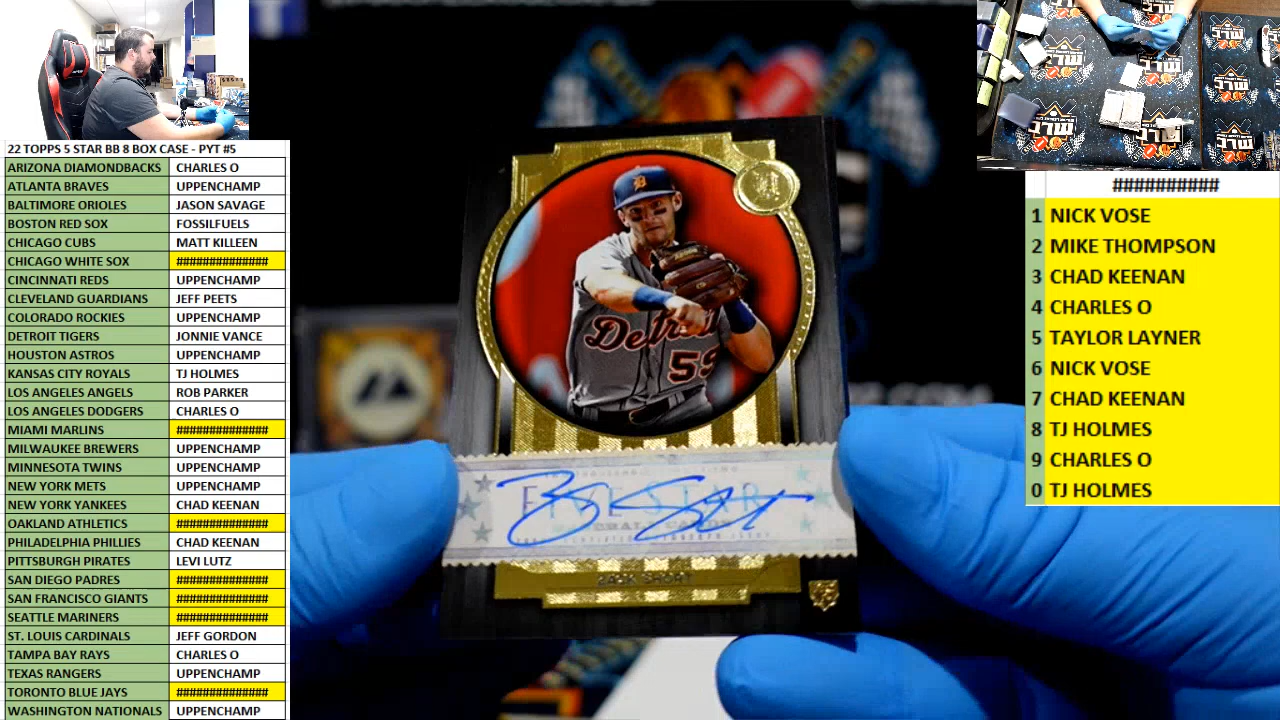 22 TOPPS 5 STAR BB 8 BOX CASE - PYT #5
ARIZONA DIAMONDBACKS CHARLES O
ATLANTA BRAVES UPPENCHAMP
BALTIMORE ORIOLES JASON SAVAGE
BOSTON RED SOX FOSSILFUELS
CHICAGO CUBS MATT KILLEEN
CHICAGO WHITE SOX ##############
CINCINNATI REDS UPPENCHAMP
CLEVELAND GUARDIANS JEFF PEETS
COLORADO ROCKIES UPPENCHAMP
DETROIT TIGERS JONNIE VANCE
HOUSTON ASTROS UPPENCHAMP
KANSAS CITY ROYALS TJ HOLMES
LOS ANGELES ANGELS ROB PARKER
LOS ANGELES DODGERS CHARLES O
MIAMI MARLINS ##############
MILWAUKEE BREWERS UPPENCHAMP
MINNESOTA TWINS UPPENCHAMP
NEW YORK METS UPPENCHAMP
NEW YORK YANKEES CHAD KEENAN
OAKLAND ATHLETICS ##############
PHILADELPHIA PHILLIES CHAD KEENAN
PITTSBURGH PIRATES LEVI LUTZ
SAN DIEGO PADRES ##############
SAN FRANCISCO GIANTS ##############
SEATTLE MARINERS ##############
ST. LOUIS CARDINALS JEFF GORDON
TAMPA BAY RAYS CHARLES O
TEXAS RANGERS UPPENCHAMP
TORONTO BLUE JAYS ##############
WASHINGTON NATIONALS UPPENCHAMP
D
Detroit
59
FIVE STAR
ZACK SHORT
##########
1 NICK VOSE
2 MIKE THOMPSON
3 CHAD KEENAN
4 CHARLES O
5 TAYLOR LAYNER
6 NICK VOSE
7 CHAD KEENAN
8 TJ HOLMES
9 CHARLES O
0 TJ HOLMES